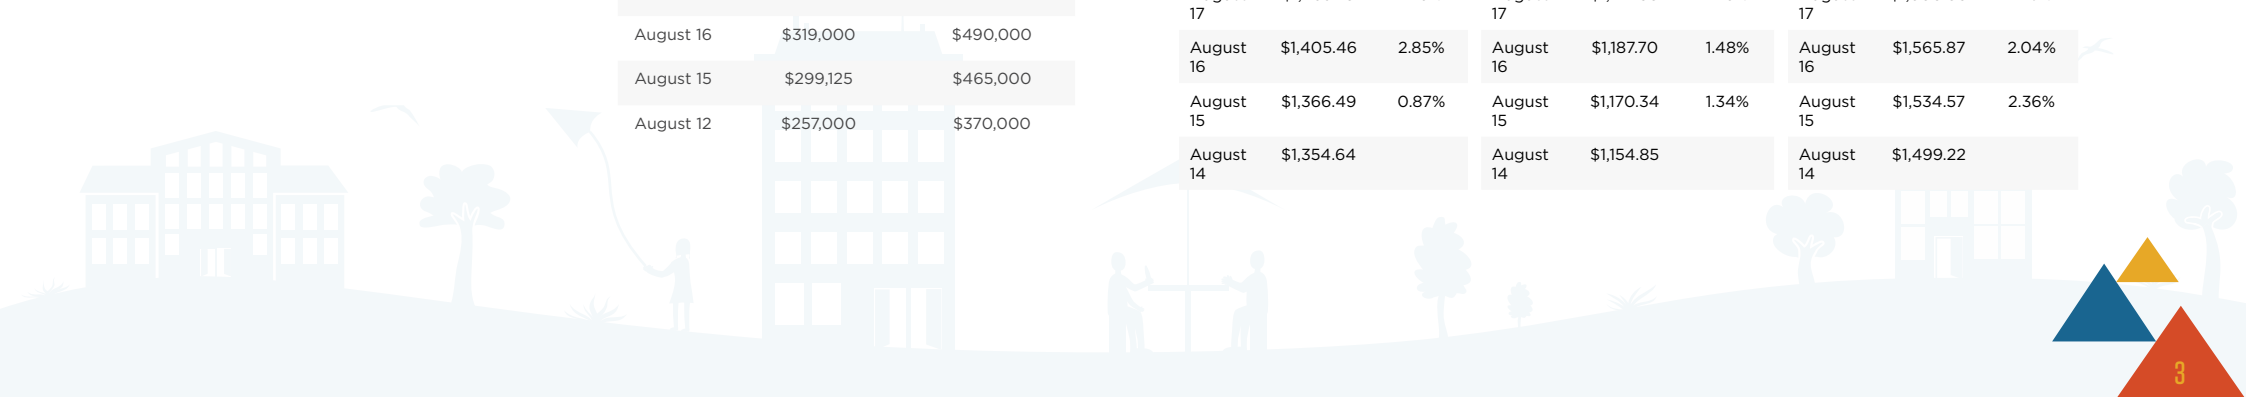 17
17
17
August 16 $319,000 $490,000
August 15 $299,125 $465,000
August 12 $257,000 $370,000
August $1,405.46 2.85%
16
August $1,366.49 0.87%
15
August $1,354.64
14
August $1,187.70 1.48%
16
August $1,170.34 1.34%
15
August $1,154.85
14
August $1,565.87 2.04%
16
August $1,534.57 2.36%
15
August $1,499.22
14
3